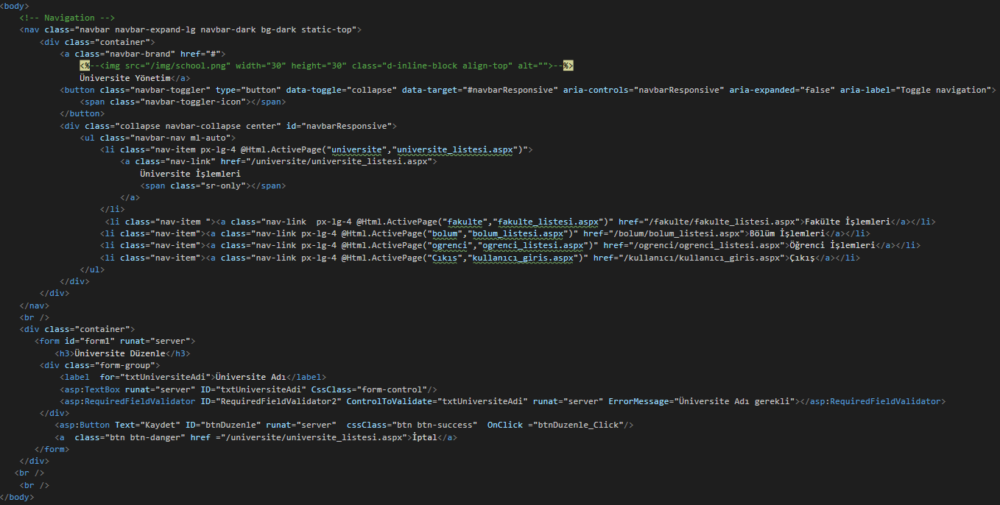 <body>
<!-- Navigation -->
<nav class="navbar navbar-expand-lg navbar-dark bg-dark static-top">
<div class="container">
<a class="navbar-brand" href="#">
<%--<img src="/img/school.png" width="30" height="30" class="d-inline-block align-top" alt="">--%>
Üniversite Yönetim</a>
<button class="navbar-toggler" type="button" data-toggle="collapse" data-target="#navbarResponsive" aria-controls="navbarResponsive" aria-expanded="false" aria-label="Toggle navigation">
<span class="navbar-toggler-icon"></span>
</button>
<div class="collapse navbar-collapse center" id="navbarResponsive">
<ul class="navbar-nav ml-auto">
<li class="nav-item px-lg-4 @Html.ActivePage("universite","universite_listesi.aspx")">
<a class="nav-link" href="/universite/universite_listesi.aspx">
Üniversite İşlemleri
<span class="sr-only"></span>
</a>
</li>
<li class="nav-item "><a class="nav-link  px-lg-4 @Html.ActivePage("fakulte","fakulte_listesi.aspx")" href="/fakulte/fakulte_listesi.aspx">Fakülte İşlemleri</a></li>
<li class="nav-item"><a class="nav-link px-lg-4 @Html.ActivePage("bolum","bolum_listesi.aspx")" href="/bolum/bolum_listesi.aspx">Bölüm İşlemleri</a></li>
<li class="nav-item"><a class="nav-link px-lg-4 @Html.ActivePage("ogrenci","ogrenci_listesi.aspx")" href="/ogrenci/ogrenci_listesi.aspx">Öğrenci İşlemleri</a></li>
<li class="nav-item"><a class="nav-link px-lg-4 @Html.ActivePage("Cıkıs","kullanıcı_giris.aspx")" href="/kullanıcı/kullanıcı_giris.aspx">Çıkış</a></li>
</ul>
</div>
</div>
</nav>
<br />
<div class="container">
<form id="form1" runat="server">
<h3>Üniversite Düzenle</h3>
<div class="form-group">
<label  for="txtUniversiteAdi">Üniversite Adı</label>
<asp:TextBox runat="server" ID="txtUniversiteAdi" CssClass="form-control"/>
<asp:RequiredFieldValidator ID="RequiredFieldValidator2" ControlToValidate="txtUniversiteAdi" runat="server" ErrorMessage="Üniversite Adı gerekli"></asp:RequiredFieldValidator>
</div>
<asp:Button Text="Kaydet" ID="btnDuzenle" runat="server"  cssClass="btn btn-success"  OnClick ="btnDuzenle_Click"/>
<a  class="btn btn-danger" href ="/universite/universite_listesi.aspx">İptal</a>
</form>
</div>
<br />
<br />
</body>